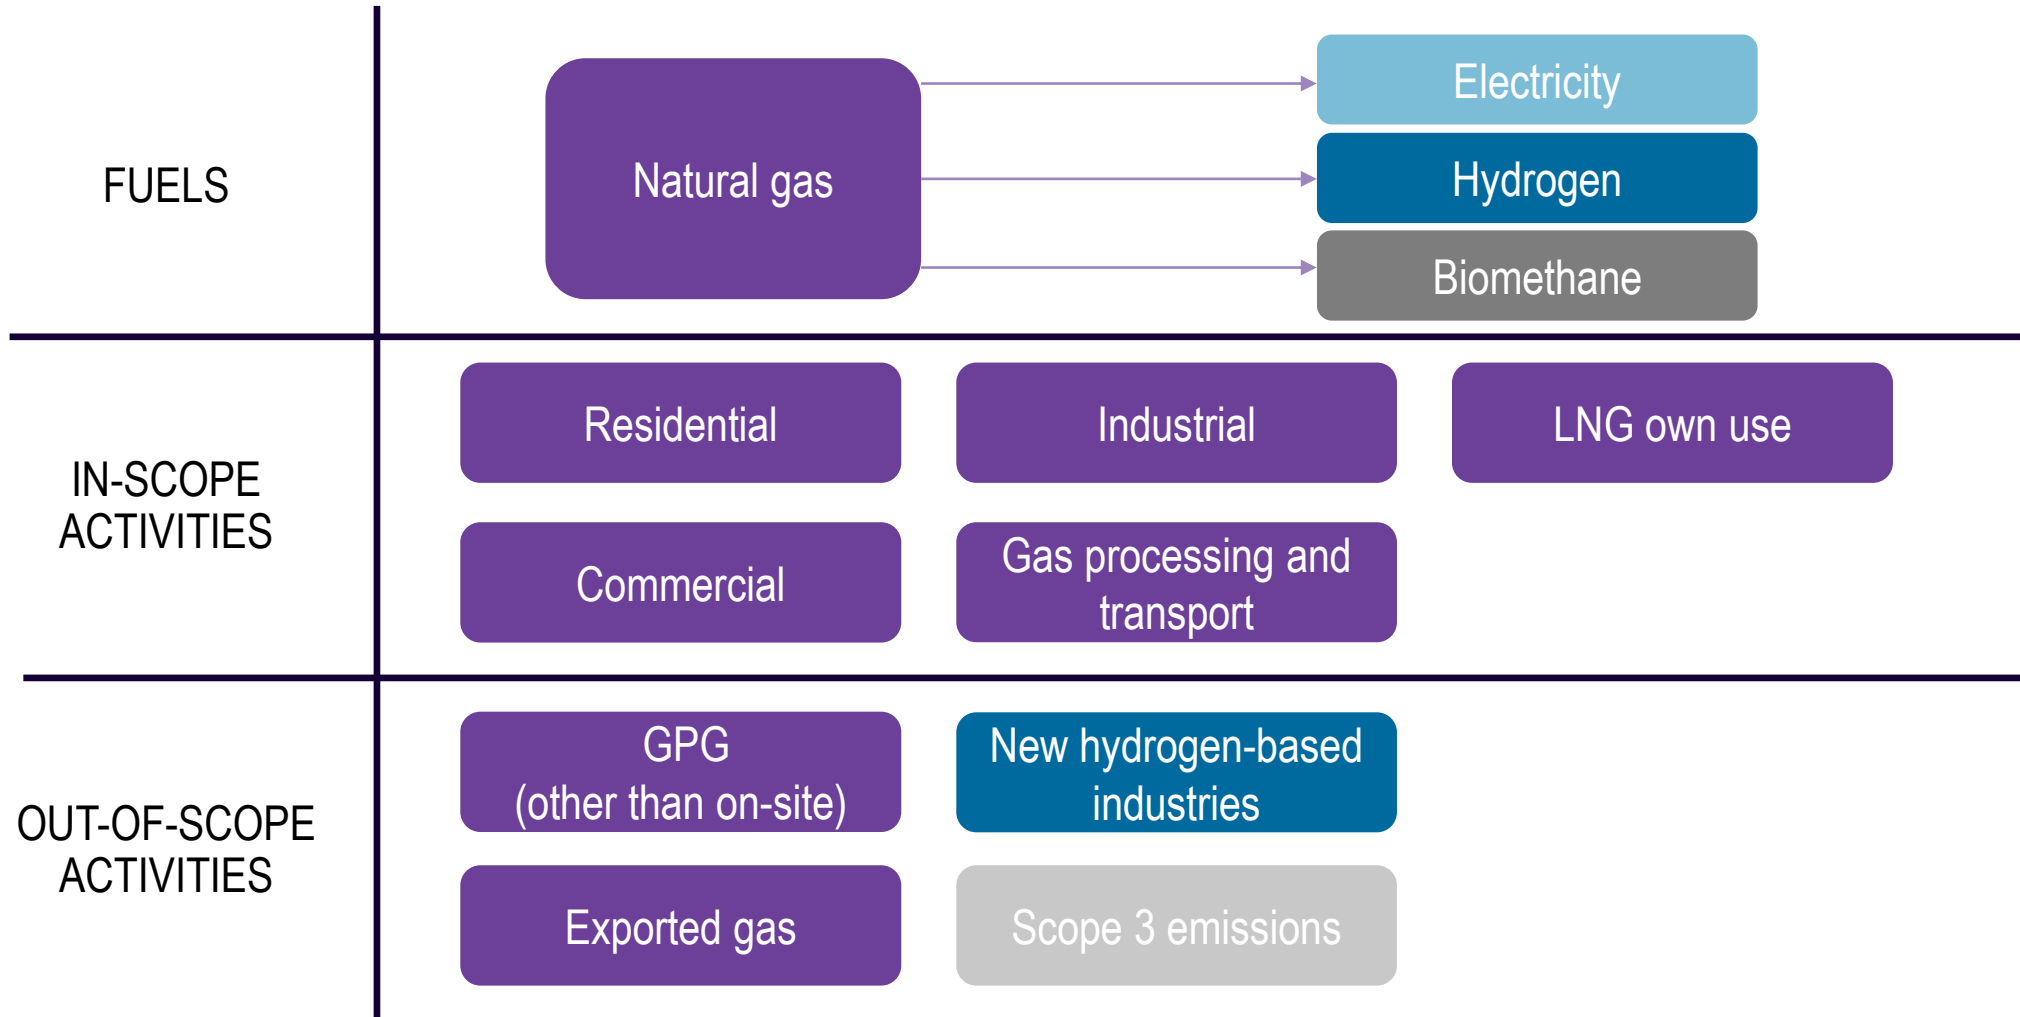 FUELS
Natural gas
Electricity
Hydrogen
Biomethane
IN-SCOPE
ACTIVITIES
Residential
Industrial
LNG own use
Commercial
Gas processing and
transport
OUT-OF-SCOPE
ACTIVITIES
GPG
(other than on-site)
New hydrogen-based
industries
Exported gas
Scope 3 emissions